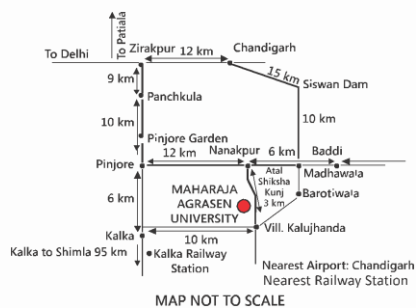 To Patiala
Zirakpur
12 km
Chandigarh
To Delhi
9 km
15 km
Siswan Dam
Panchkula
10 km
10 km
Pinjore Garden
Nanakpur
6 km
Baddi
Pinjore
12 km
Madhawala
Atal
Shiksha
Kunj
3 km
Barotiwala
6 km
MAHARAJA
AGRASEN
UNIVERSITY
Kalka
10 km
Vill. Kalujhanda
Kalka to Shimla 95 km
Kalka Railway
Station
Nearest Airport: Chandigarh
Nearest Railway Station
MAP NOT TO SCALE